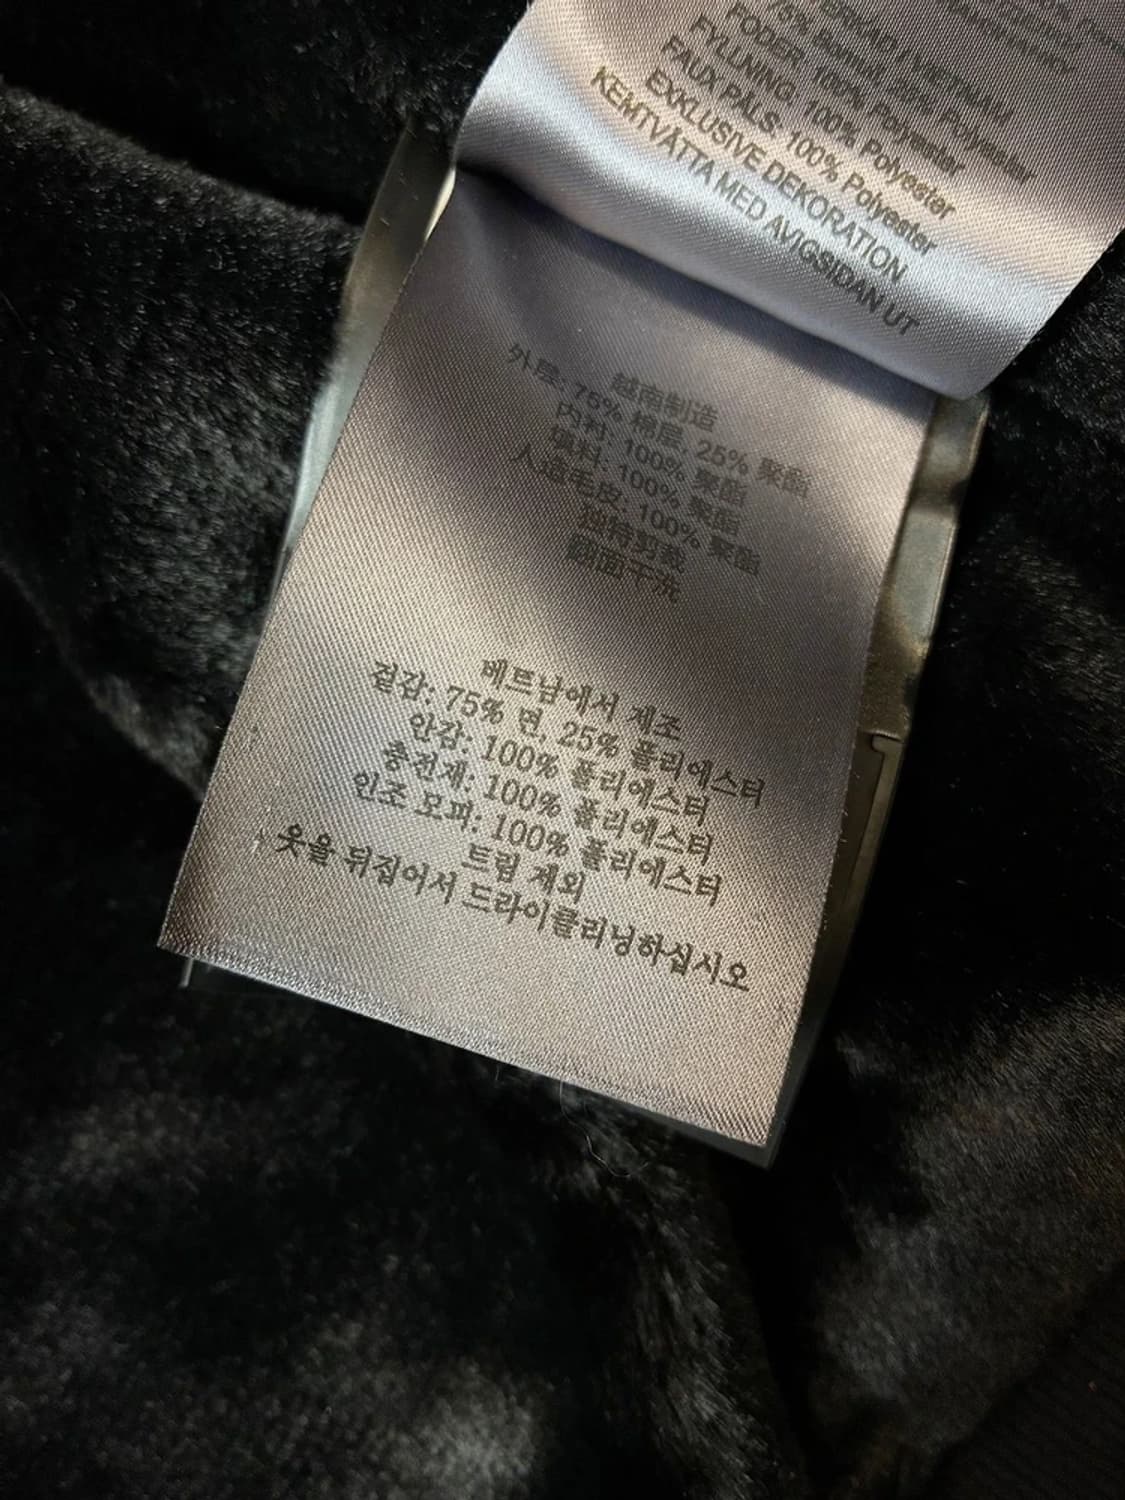 75% Bomull, 25% Polyester
FODER: 100% Polyester
FYLLNING: 100% Polyester
FAUX PÄLS: 100% Polyester
EXKLUSIVE DEKORATION
KEMTVÄTTA MED AVIGSIDAN UT
越南制造
外层: 75% 棉层, 25% 聚酯
内衬: 100% 聚酯
填料: 100% 聚酯
人造毛皮: 100% 聚酯
独特剪裁
翻面干洗
베트남에서 제조
겉감: 75% 면, 25% 폴리에스터
안감: 100% 폴리에스터
충전재: 100% 폴리에스터
인조 모피: 100% 폴리에스터
트림 제외
옷을 뒤집어서 드라이클리닝하십시오